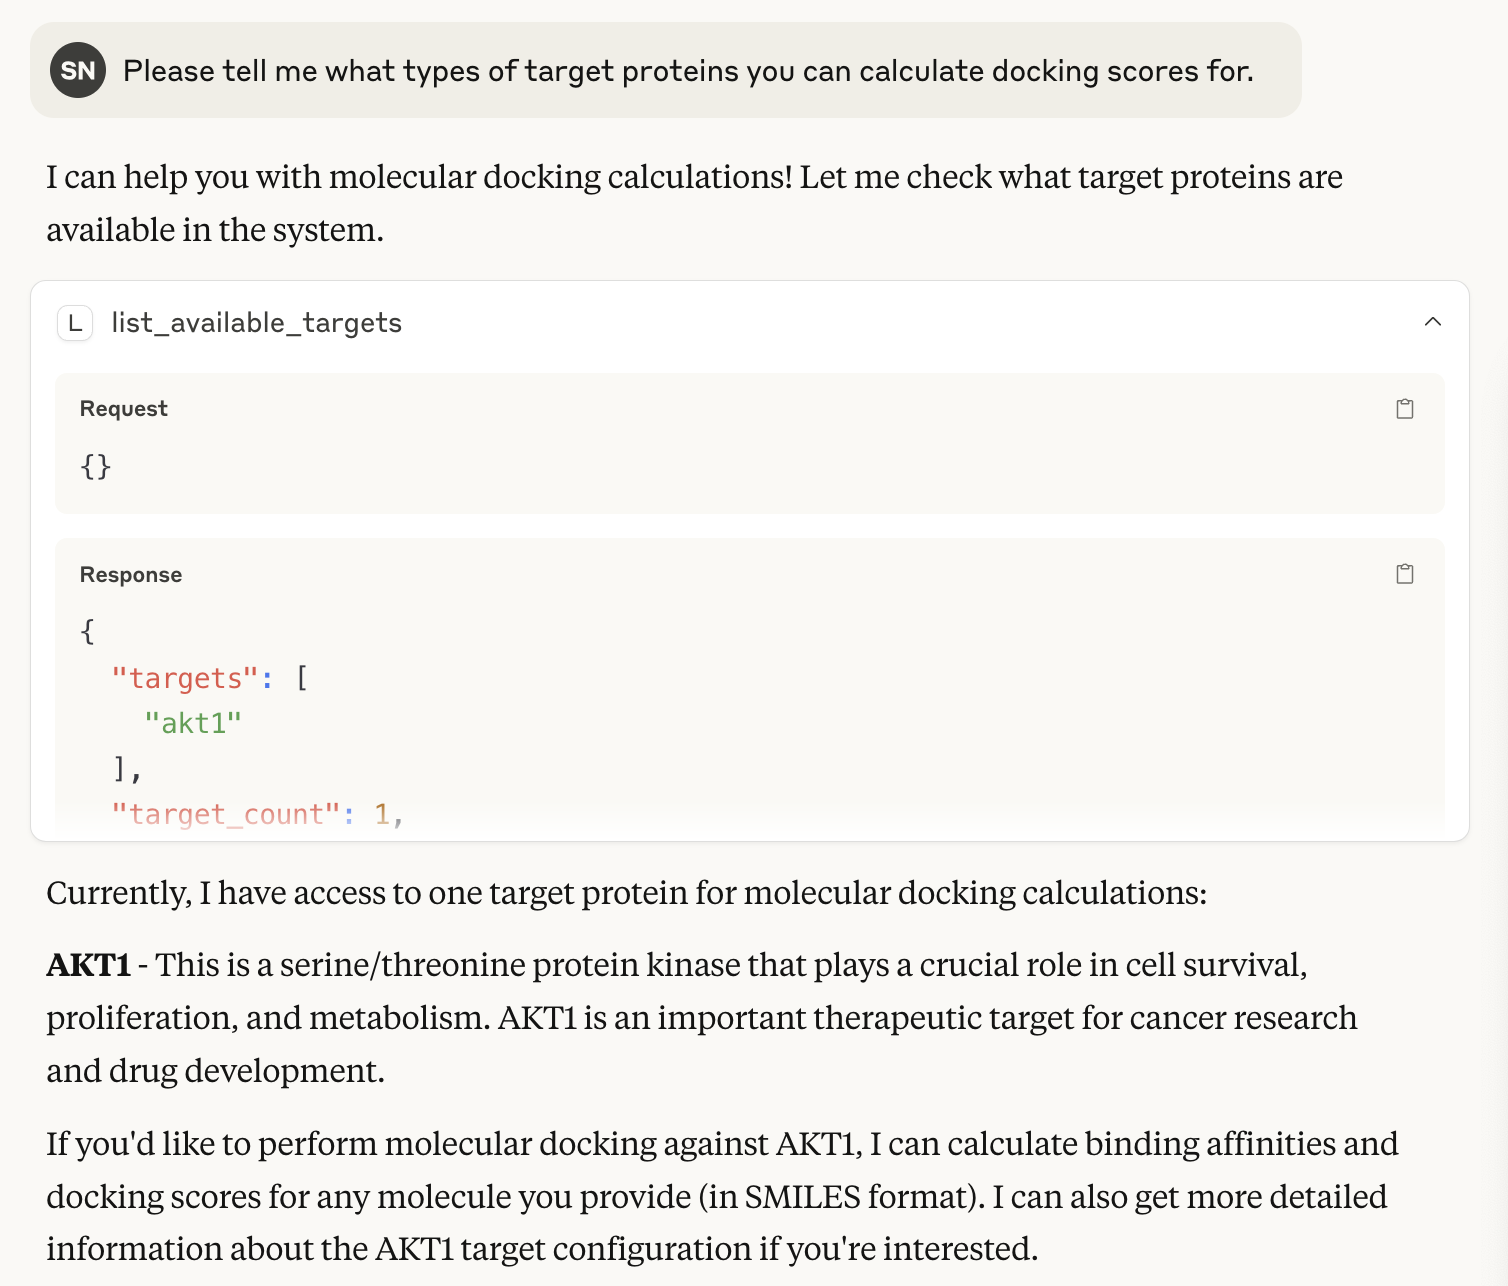 SN Please tell me what types of target proteins you can calculate docking scores for.
I can help you with molecular docking calculations! Let me check what target proteins are
available in the system.
L list_available_targets
Request
{}
Response
{
"targets": [
"akt1"
],
"target_count": 1,
Currently, I have access to one target protein for molecular docking calculations:
AKT1 - This is a serine/threonine protein kinase that plays a crucial role in cell survival,
proliferation, and metabolism. AKT1 is an important therapeutic target for cancer research
and drug development.
If you'd like to perform molecular docking against AKT1, I can calculate binding affinities and
docking scores for any molecule you provide (in SMILES format). I can also get more detailed
information about the AKT1 target configuration if you're interested.